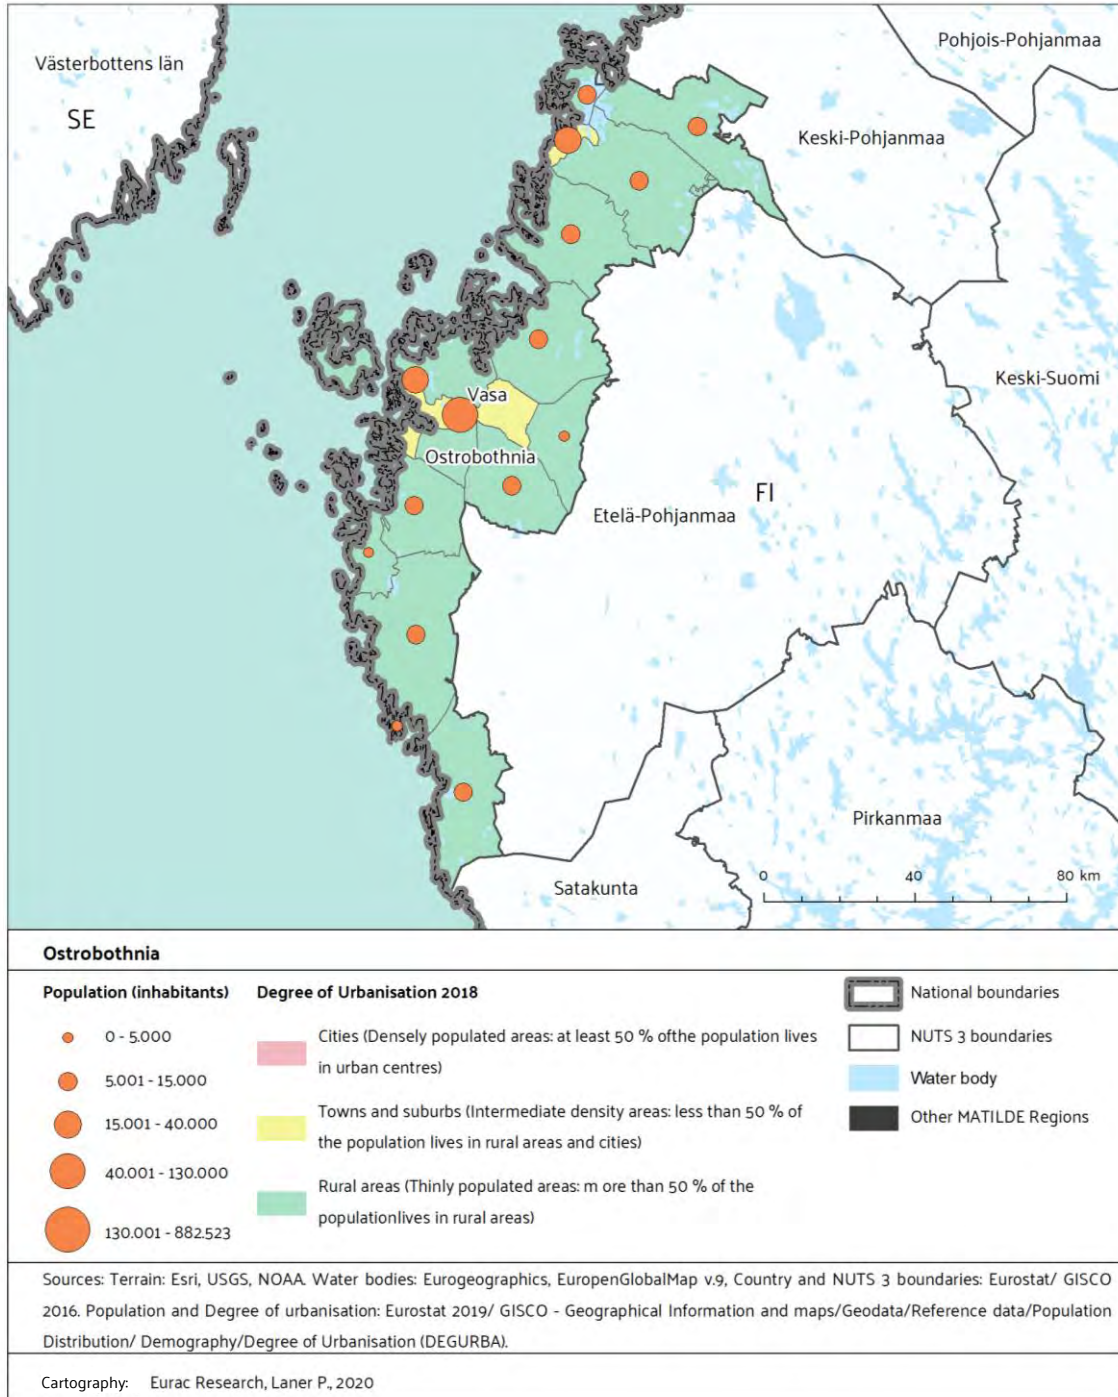 Västerbottens län
SE
Pohjois-Pohjanmaa
Keski-Pohjanmaa
Keski-Suomi
Vasa
Ostrobothnia
FI
Etelä-Pohjanmaa
Pirkanmaa
Satakunta
0 40 80 km
Ostrobothnia
Population (inhabitants)
0 - 5.000
5.001 - 15.000
15.001 - 40.000
40.001 - 130.000
130.001 - 882.523
Degree of Urbanisation 2018
Cities (Densely populated areas: at least 50 % ofthe population lives
in urban centres)
Towns and suburbs (Intermediate density areas: less than 50 % of
the population lives in rural areas and cities)
Rural areas (Thinly populated areas: m ore than 50 % of the
populationlives in rural areas)
National boundaries
NUTS 3 boundaries
Water body
Other MATILDE Regions
Sources: Terrain: Esri, USGS, NOAA. Water bodies: Eurogeographics, EuropenGlobalMap v.9, Country and NUTS 3 boundaries: Eurostat/ GISCO
2016. Population and Degree of urbanisation: Eurostat 2019/ GISCO - Geographical Information and maps/Geodata/Reference data/Population
Distribution/ Demography/Degree of Urbanisation (DEGURBA).
Cartography: Eurac Research, Laner P., 2020